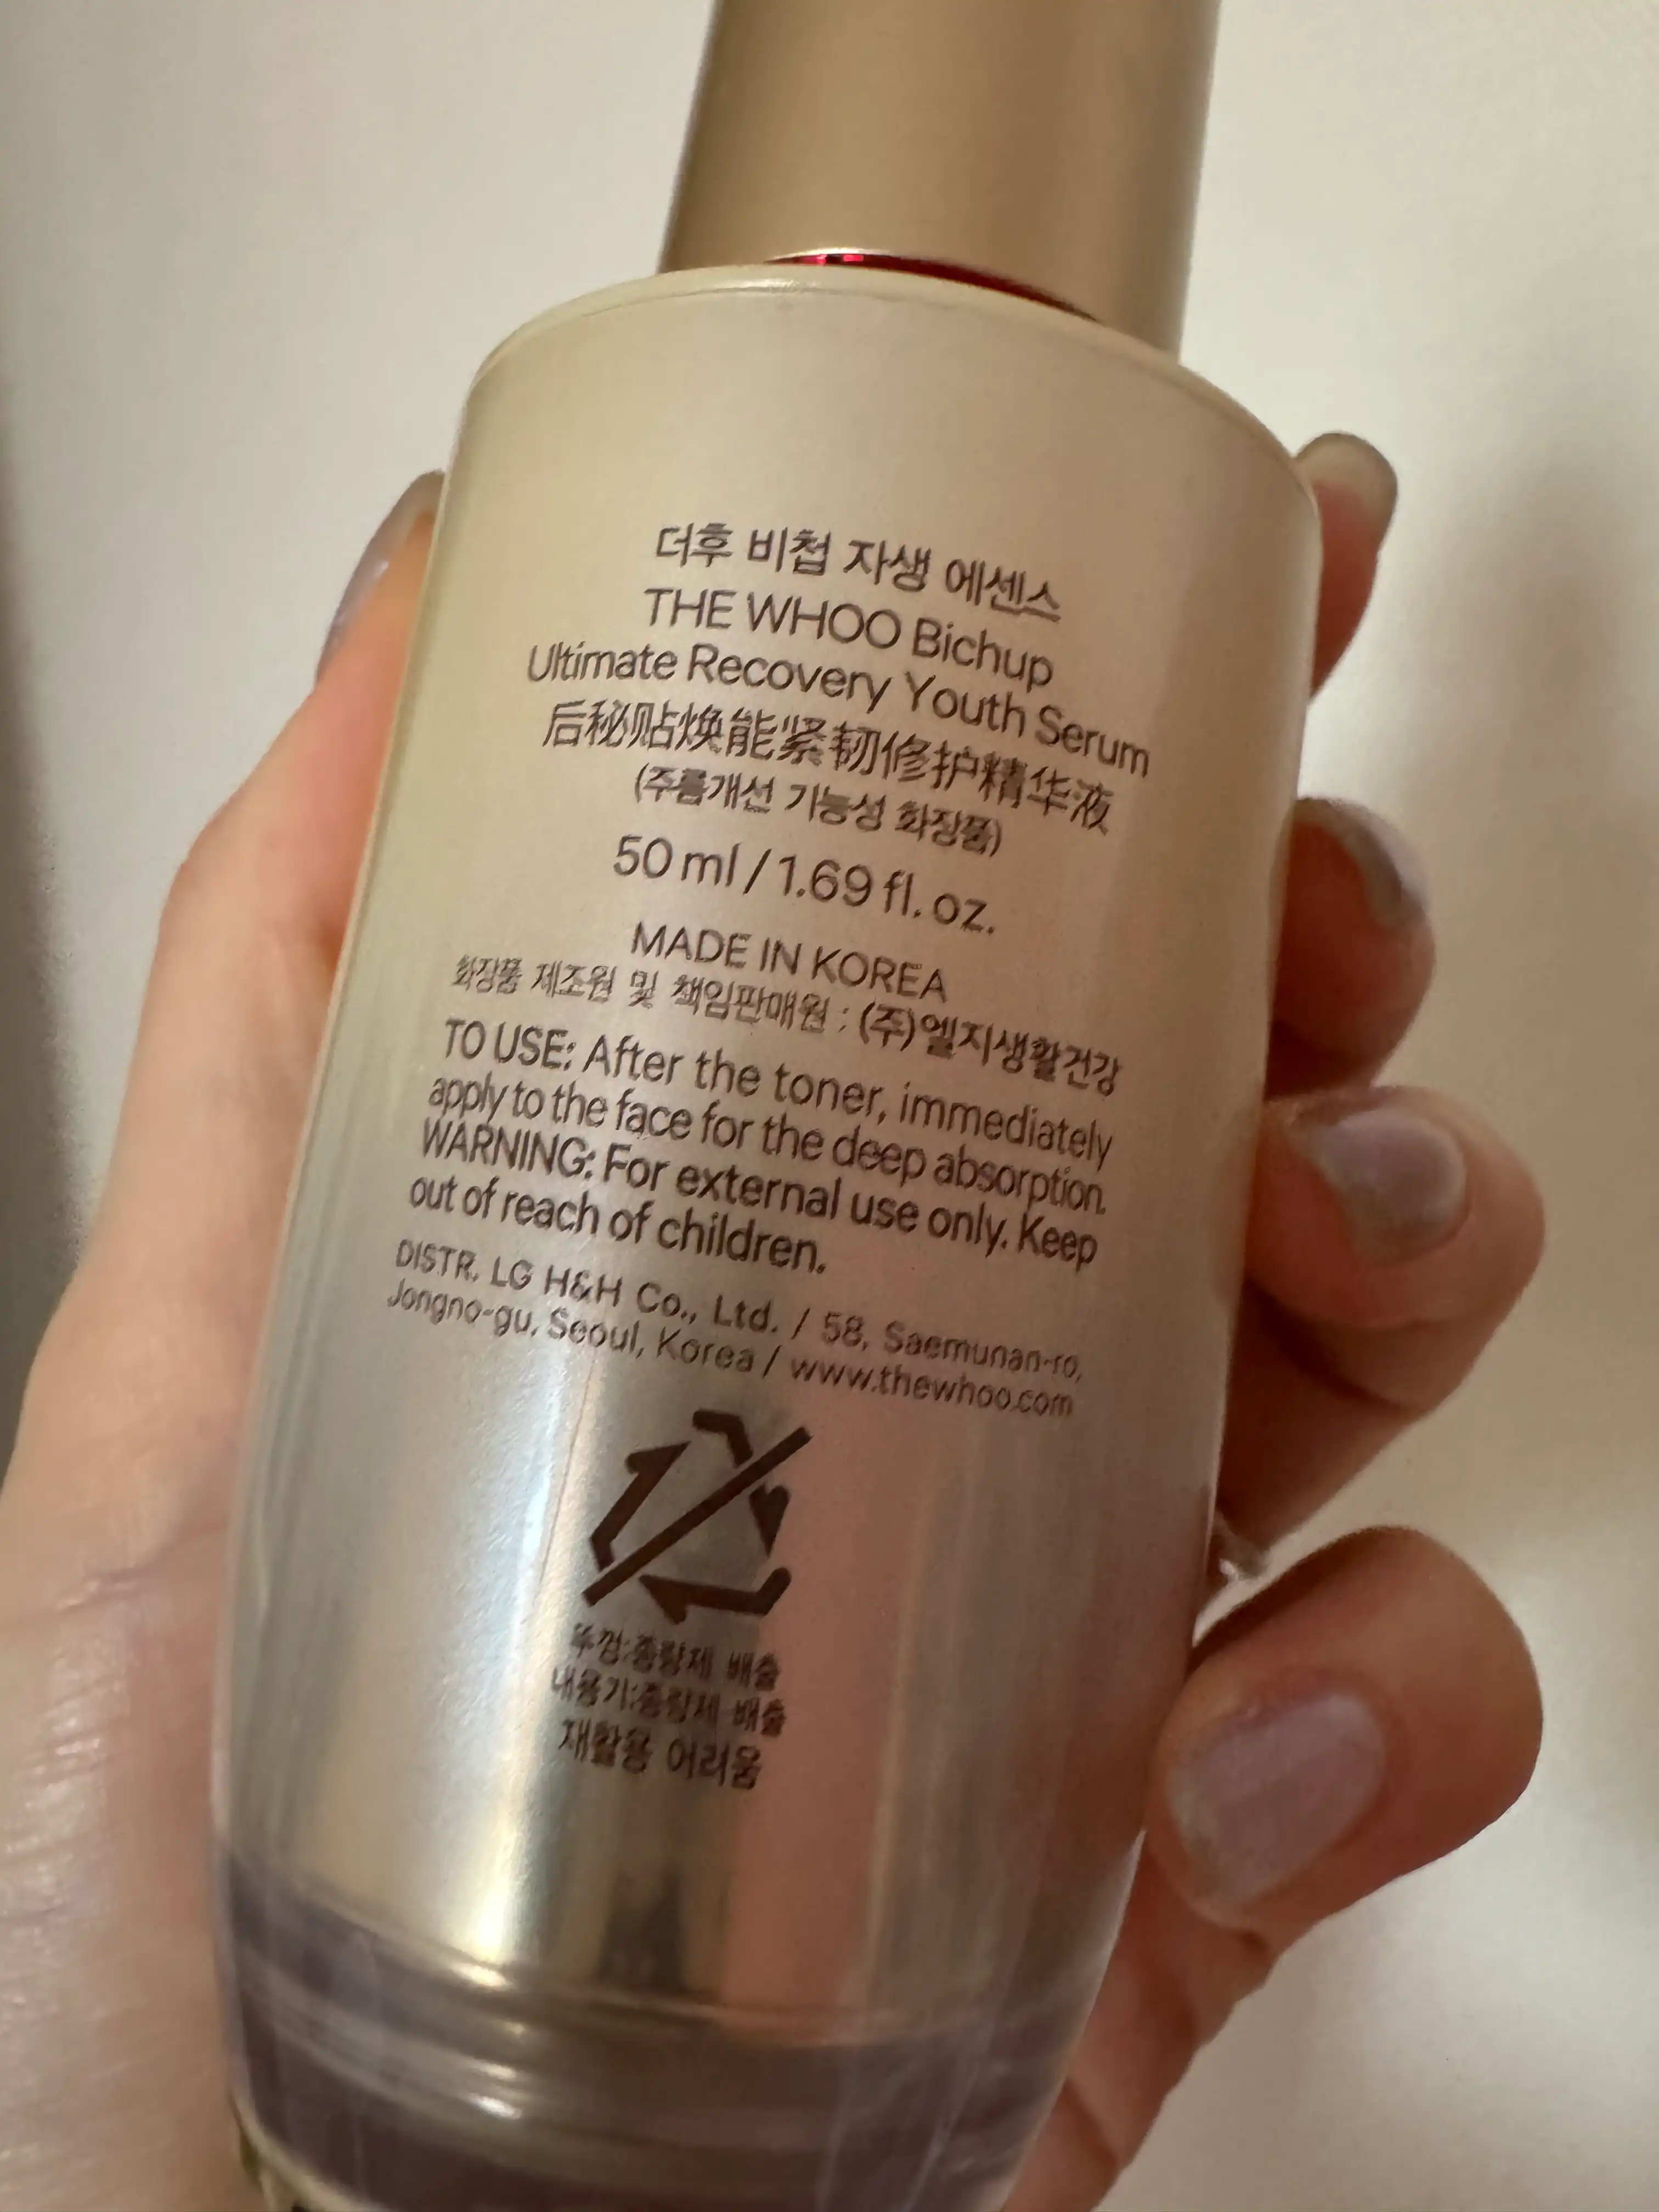 더후 비첩 자생 에센스
THE WHOO Bichup
Ultimate Recovery Youth Serum
后秘贴焕能紧韧修护精华液
(주름개선 기능성 화장품)
50 ml / 1.69 fl. oz.
MADE IN KOREA
화장품 제조원 및 책임판매원 : (주)엘지생활건강
TO USE: After the toner, immediately
apply to the face for the deep absorption.
WARNING: For external use only. Keep
out of reach of children.
DISTR. LG H&H Co., Ltd. / 58, Saemunan-ro,
Jongno-gu, Seoul, Korea / www.thewhoo.com
뚜껑:종량제 배출
내용기:종량제 배출
재활용 어려움